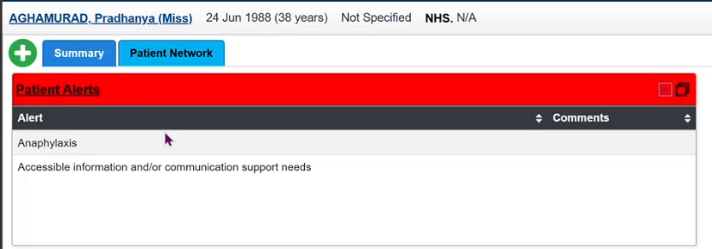 AGHAMURAD, Pradhanya (Miss) 24 Jun 1988 (38 years) Not Specified NHS. N/A
Summary Patient Network
Patient Alerts
Alert Comments
Anaphylaxis
Accessible information and/or communication support needs